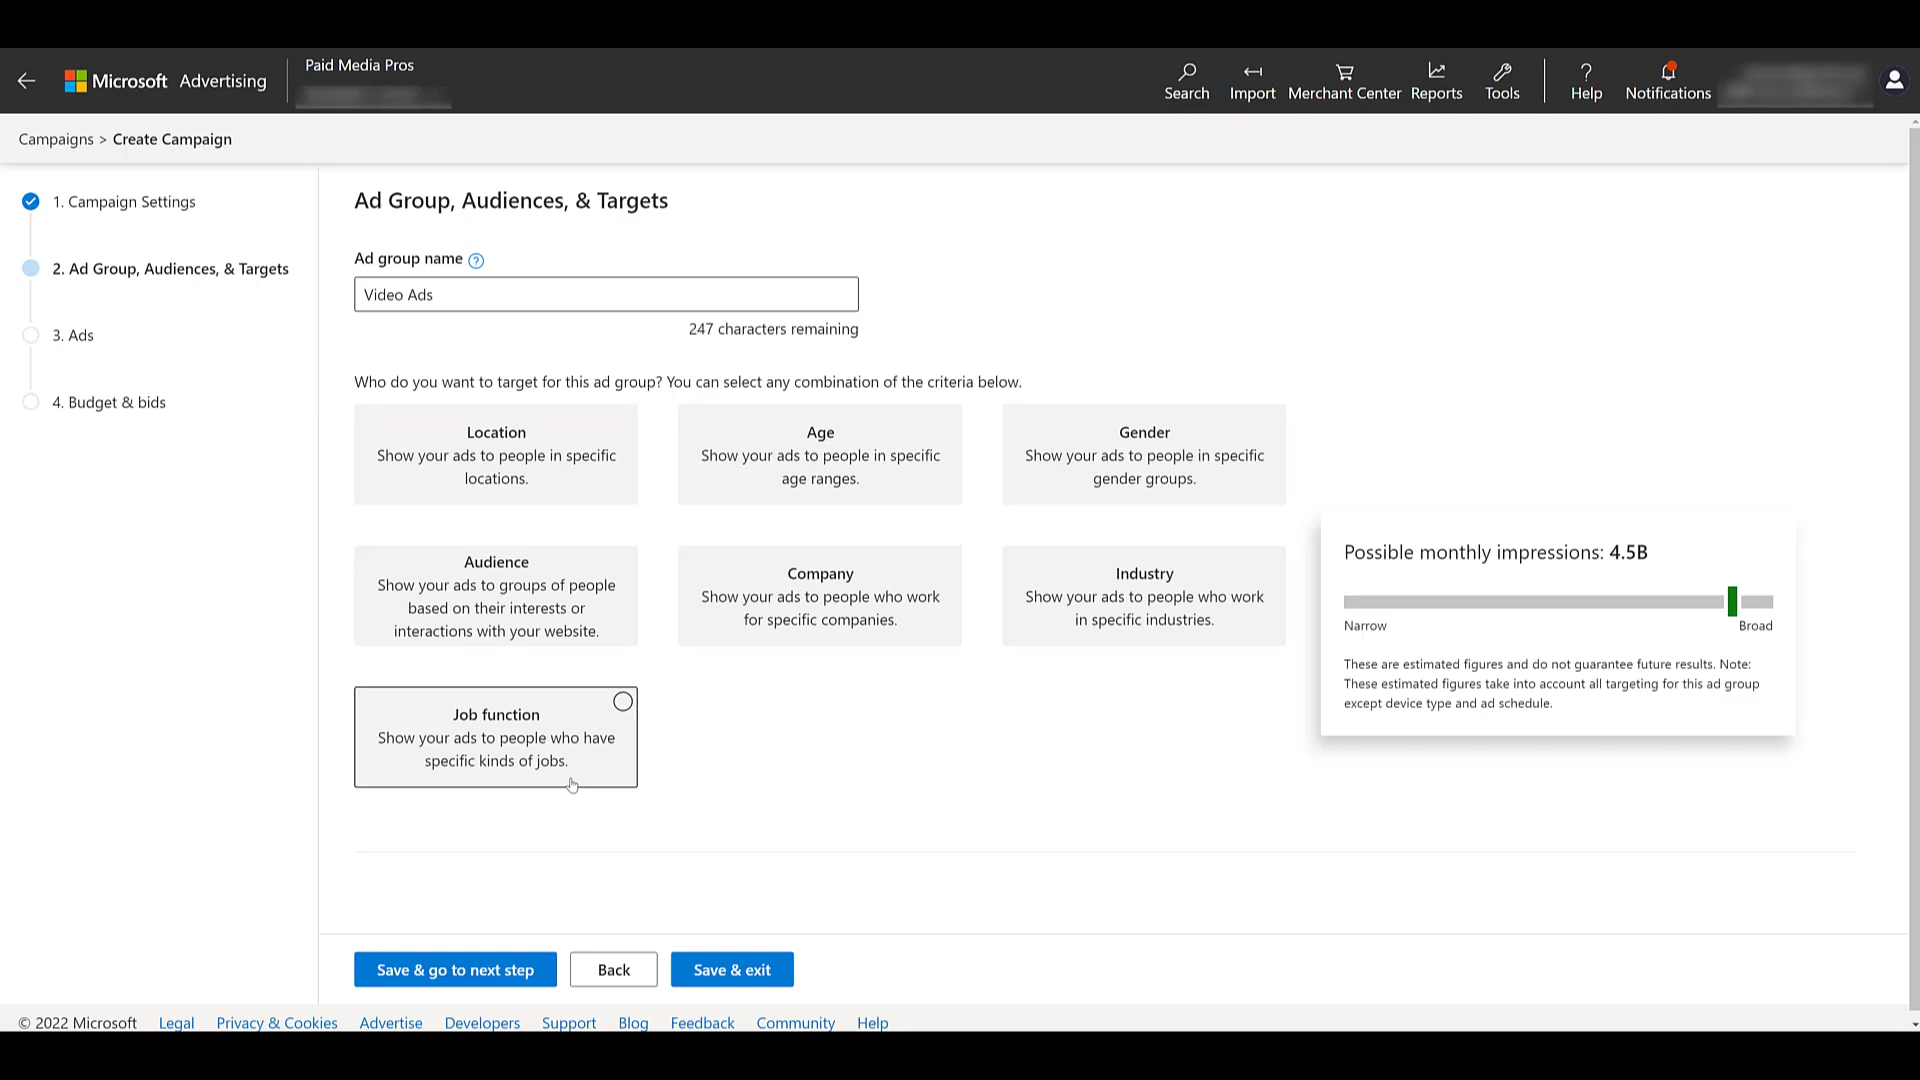 Microsoft Advertising
Paid Media Pros
Search
Import
Merchant Center
Reports
Tools
Help
Notifications
Campaigns > Create Campaign
1. Campaign Settings
2. Ad Group, Audiences, & Targets
3. Ads
4. Budget & bids
Ad Group, Audiences, & Targets
Ad group name ?
Video Ads
247 characters remaining
Who do you want to target for this ad group? You can select any combination of the criteria below.
Location
Show your ads to people in specific
locations.
Age
Show your ads to people in specific
age ranges.
Gender
Show your ads to people in specific
gender groups.
Audience
Show your ads to groups of people
based on their interests or
interactions with your website.
Company
Show your ads to people who work
for specific companies.
Industry
Show your ads to people who work
in specific industries.
Job function
Show your ads to people who have
specific kinds of jobs.
Possible monthly impressions: 4.5B
Narrow
Broad
These are estimated figures and do not guarantee future results. Note:
These estimated figures take into account all targeting for this ad group
except device type and ad schedule.
Save & go to next step
Back
Save & exit
© 2022 Microsoft
Legal
Privacy & Cookies
Advertise
Developers
Support
Blog
Feedback
Community
Help